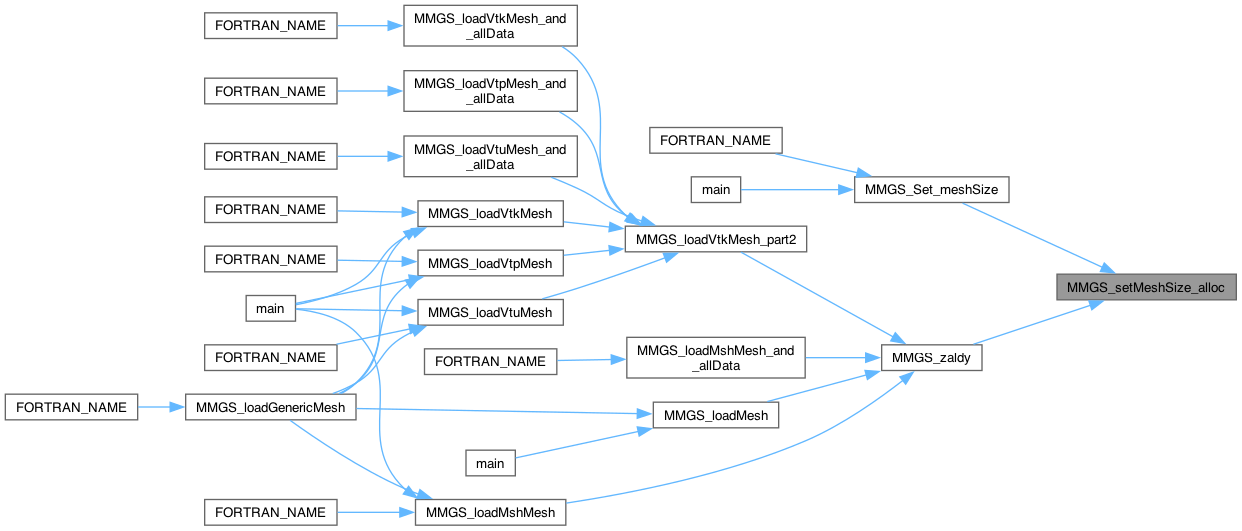 FORTRAN_NAME
MMGS_loadVtkMesh_and
_allData
FORTRAN_NAME
MMGS_loadVtpMesh_and
_allData
FORTRAN_NAME
MMGS_loadVtuMesh_and
_allData
FORTRAN_NAME
main
MMGS_Set_meshSize
FORTRAN_NAME
MMGS_loadVtkMesh
MMGS_loadVtkMesh_part2
FORTRAN_NAME
MMGS_loadVtpMesh
MMGS_setMeshSize_alloc
main
MMGS_loadVtuMesh
FORTRAN_NAME
FORTRAN_NAME
MMGS_loadMshMesh_and
_allData
MMGS_zaldy
FORTRAN_NAME
MMGS_loadGenericMesh
MMGS_loadMesh
main
FORTRAN_NAME
MMGS_loadMshMesh